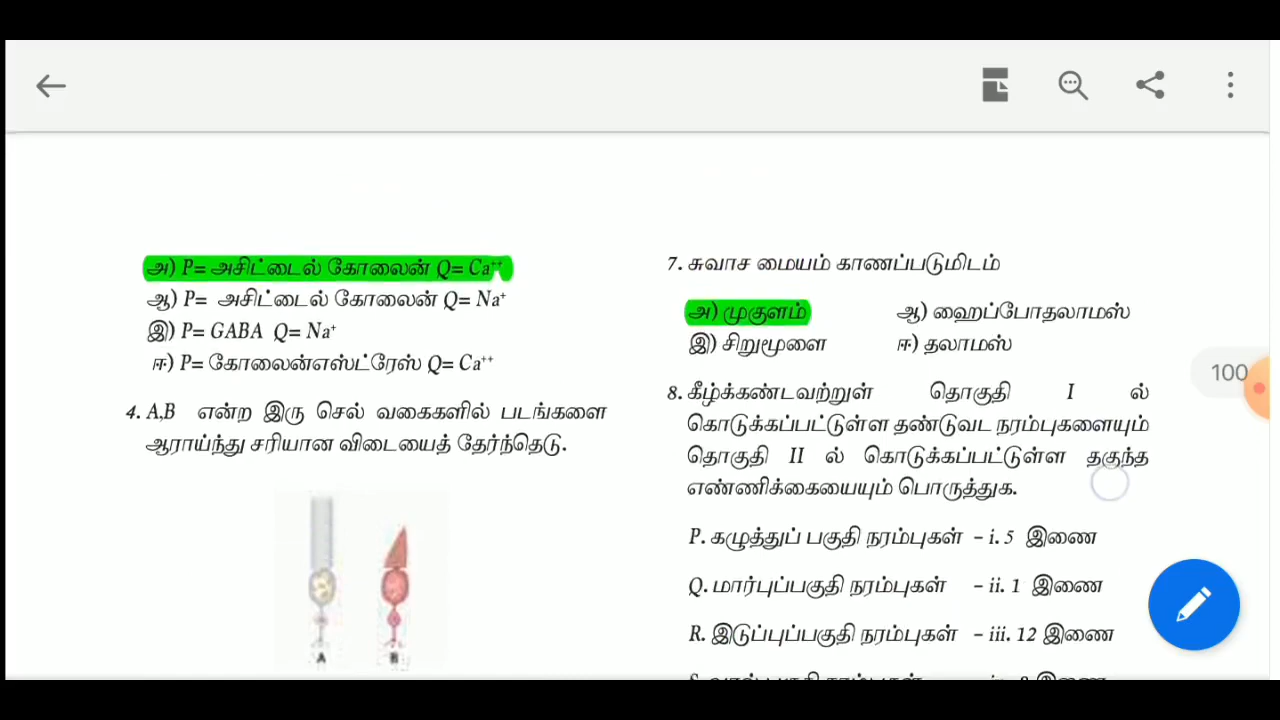 அ) P= அசிட்டைல் கோலைன் Q= Ca++
ஆ) P= அசிட்டைல் கோலைன் Q= Na+
இ) P= GABA Q= Na+
ஈ) P= கோலைன்எஸ்ட்ரேஸ் Q= Ca++
4. A,B என்ற இரு செல் வகைகளில் படங்களை
ஆராய்ந்து சரியான விடையைத் தேர்ந்தெடு.
A B
7. சுவாச மையம் காணப்படுமிடம்
அ) முகுளம் ஆ) ஹைப்போதலாமஸ்
இ) சிறுமூளை ஈ) தலாமஸ்
8. கீழ்க்கண்டவற்றுள் தொகுதி I ல்
கொடுக்கப்பட்டுள்ள தண்டுவட நரம்புகளையும்
தொகுதி II ல் கொடுக்கப்பட்டுள்ள தகுந்த
எண்ணிக்கையையும் பொருத்துக.
P. கழுத்துப் பகுதி நரம்புகள் – i. 5 இணை
Q. மார்புப்பகுதி நரம்புகள் – ii. 1 இணை
R. இடுப்புப்பகுதி நரம்புகள் – iii. 12 இணை
100